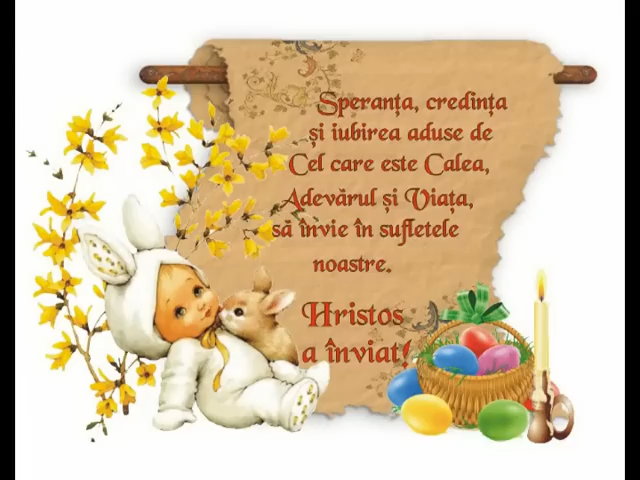 Speranța, credința
și iubirea aduse de
Cel care este Calea,
Adevărul și Viața,
să învie în sufletele
noastre.
Hristos
a înviat!